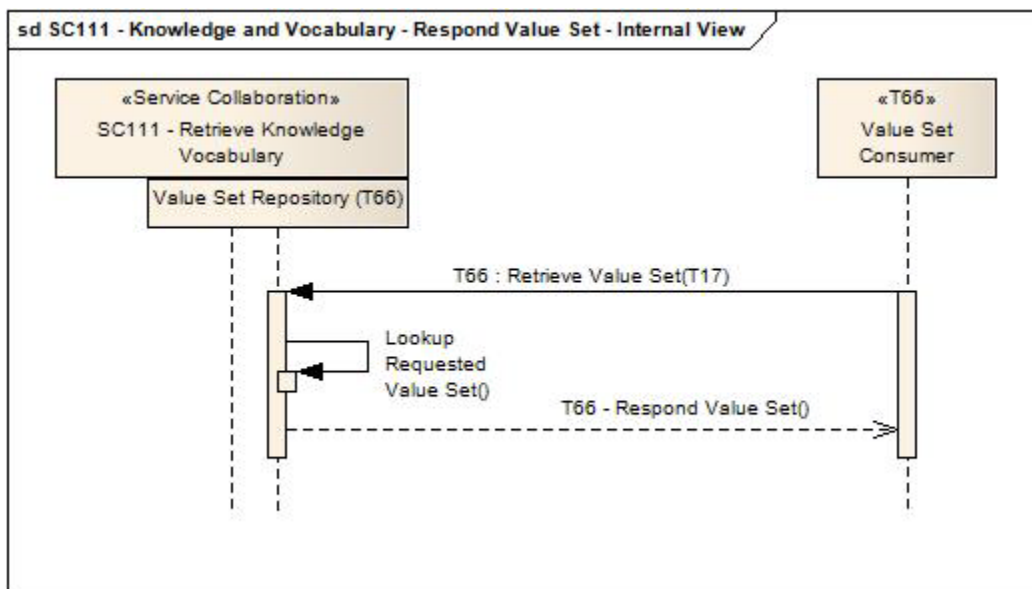 sd SC111 - Knowledge and Vocabulary - Respond Value Set - Internal View
«Service Collaboration»
SC111 - Retrieve Knowledge
Vocabulary
Value Set Repository (T66)
«T66»
Value Set
Consumer
T66 : Retrieve Value Set(T17)
Lookup
Requested
Value Set()
T66 - Respond Value Set()